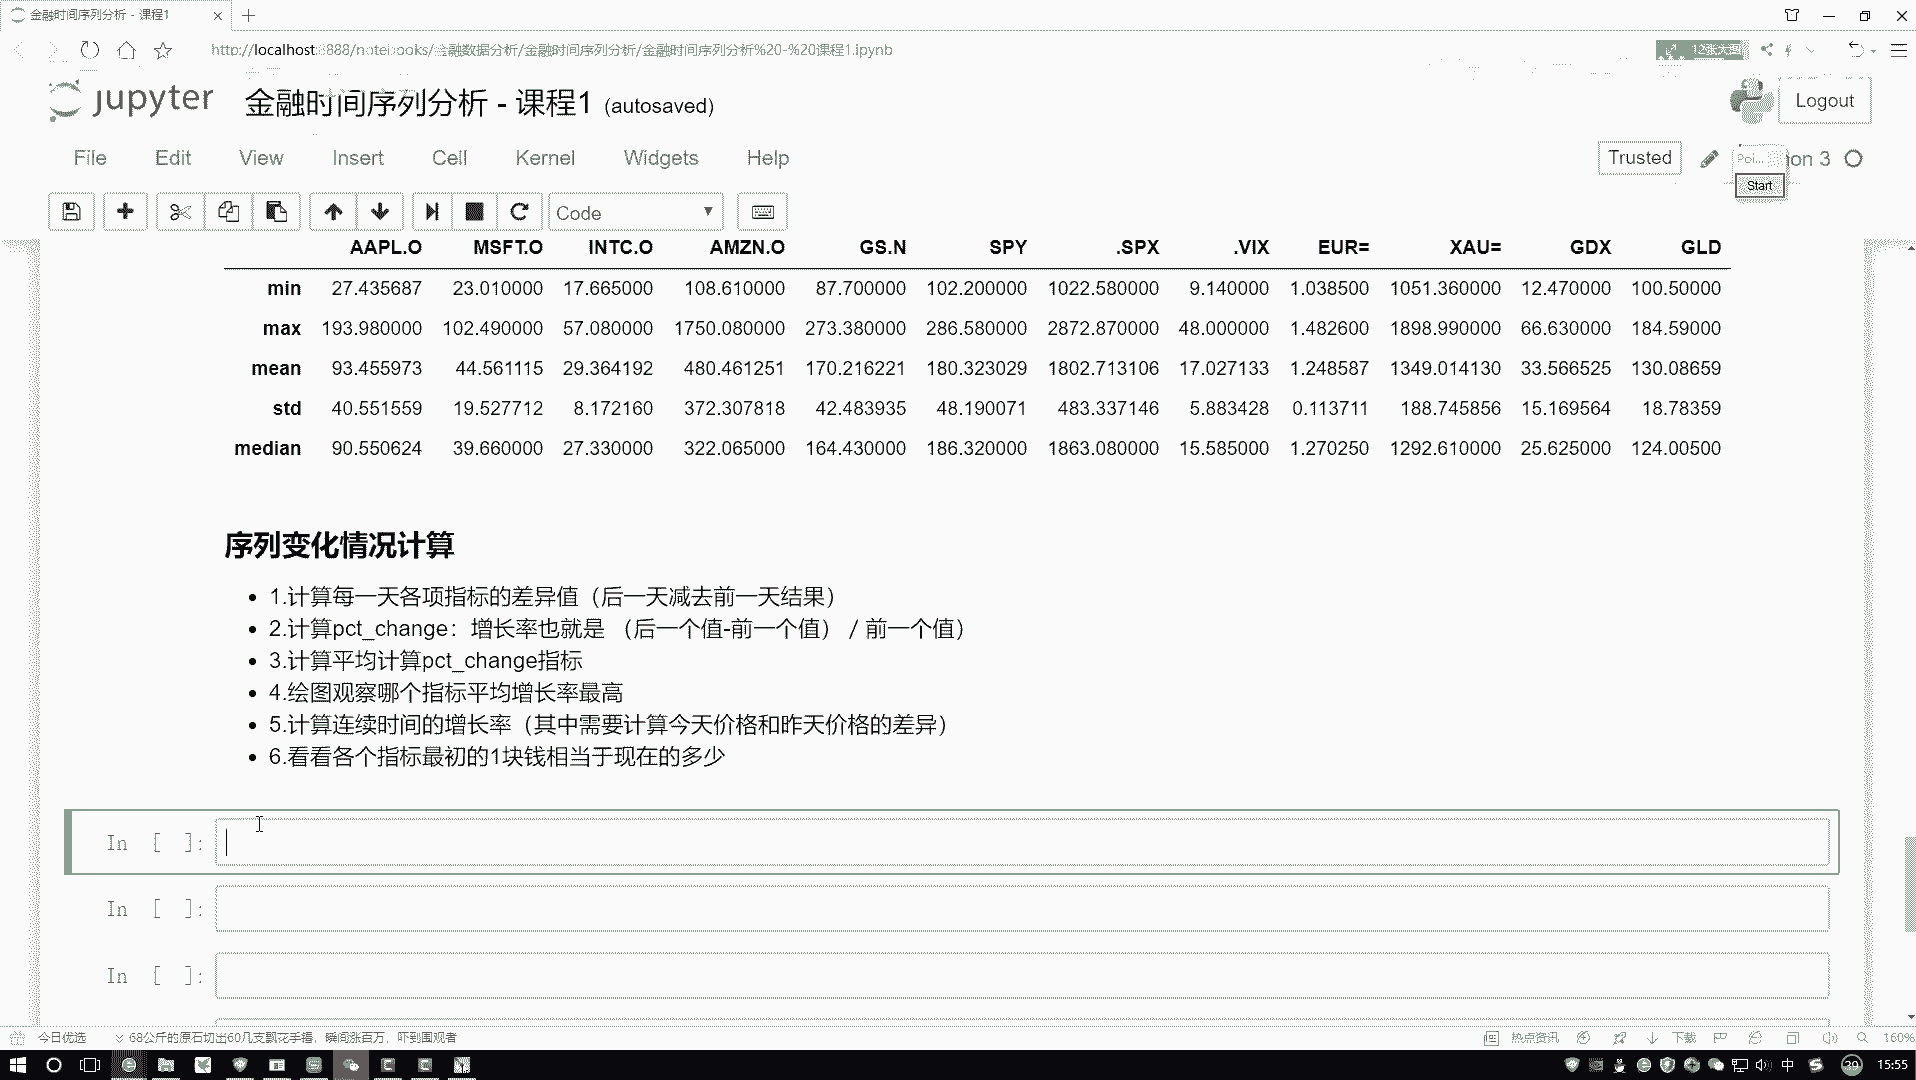 金融时间序列分析 - 课程1
http://localhost:8888/notebooks/金融数据分析/金融时间序列分析/金融时间序列分析%20-%20课程1.ipynb
12张大图
jupyter 金融时间序列分析 - 课程1 (autosaved)
Logout
File Edit View Insert Cell Kernel Widgets Help
Trusted
Poi... on 3
Start
Code
AAPL.O MSFT.O INTC.O AMZN.O GS.N SPY .SPX .VIX EUR= XAU= GDX GLD
min 27.435687 23.010000 17.665000 108.610000 87.700000 102.200000 1022.580000 9.140000 1.038500 1051.360000 12.470000 100.50000
max 193.980000 102.490000 57.080000 1750.080000 273.380000 286.580000 2872.870000 48.000000 1.482600 1898.990000 66.630000 184.59000
mean 93.455973 44.561115 29.364192 480.461251 170.216221 180.323029 1802.713106 17.027133 1.248587 1349.014130 33.566525 130.08659
std 40.551559 19.527712 8.172160 372.307818 42.483935 48.190071 483.337146 5.883428 0.113711 188.745856 15.169564 18.78359
median 90.550624 39.660000 27.330000 322.065000 164.430000 186.320000 1863.080000 15.585000 1.270250 1292.610000 25.625000 124.00500
序列变化情况计算
• 1.计算每一天各项指标的差异值（后一天减去前一天结果）
• 2.计算pct_change：增长率也就是 （后一个值-前一个值） / 前一个值）
• 3.计算平均计算pct_change指标
• 4.绘图观察哪个指标平均增长率最高
• 5.计算连续时间的增长率（其中需要计算今天价格和昨天价格的差异）
• 6.看看各个指标最初的1块钱相当于现在的多少
In [ ]:
In [ ]:
In [ ]:
今日优选
68公斤的原石切出60几支飘花手镯，瞬间涨百万，吓到围观者
热点资讯
下载
160%
中
39
15:55